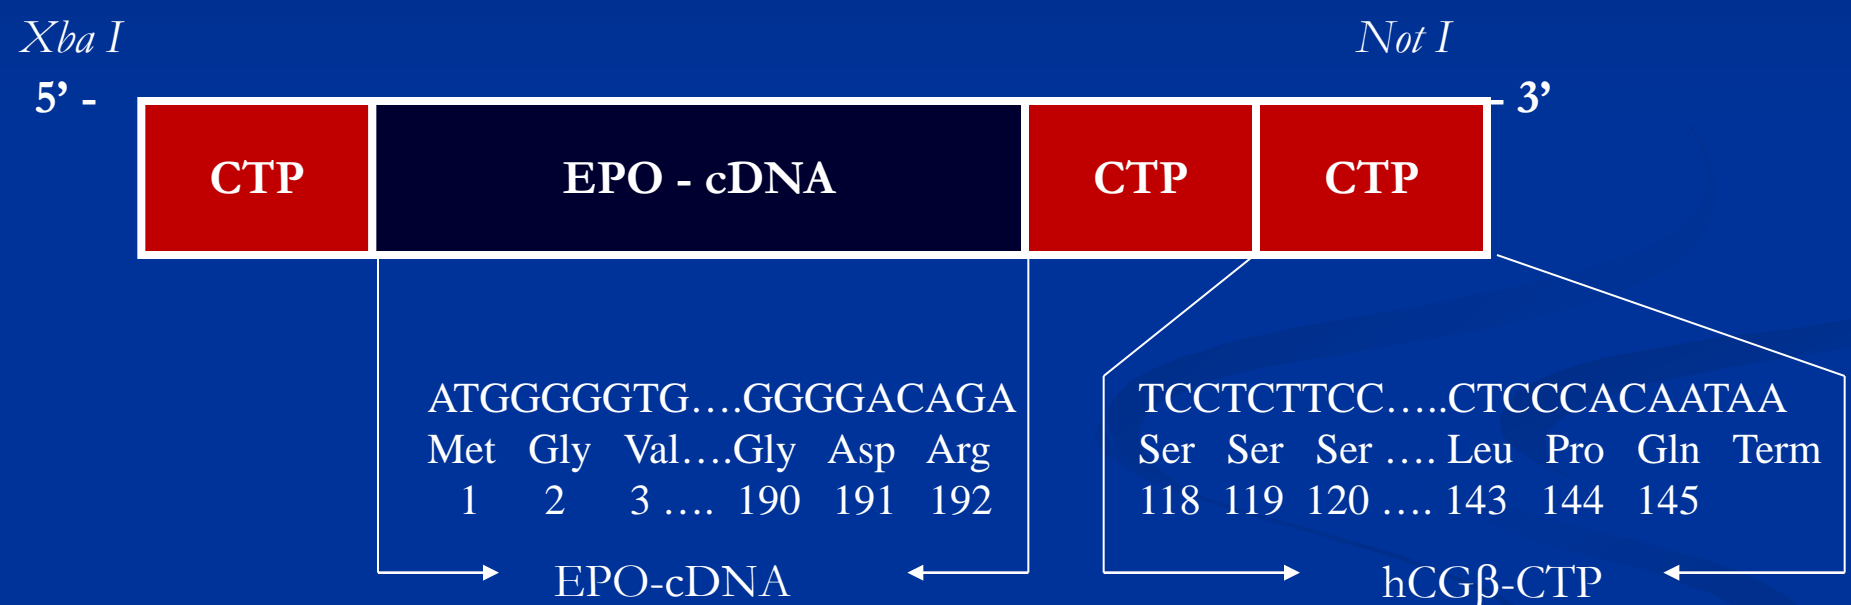 Xba I Not I
5’ - - 3’
CTP EPO - cDNA CTP CTP
ATGGGGGTG….GGGGACAGA TCCTCTTCC…..CTCCCACAATAA
Met Gly Val….Gly Asp Arg Ser Ser Ser …. Leu Pro Gln Term
1 2 3 …. 190 191 192 118 119 120 …. 143 144 145
EPO-cDNA hCGβ-CTP